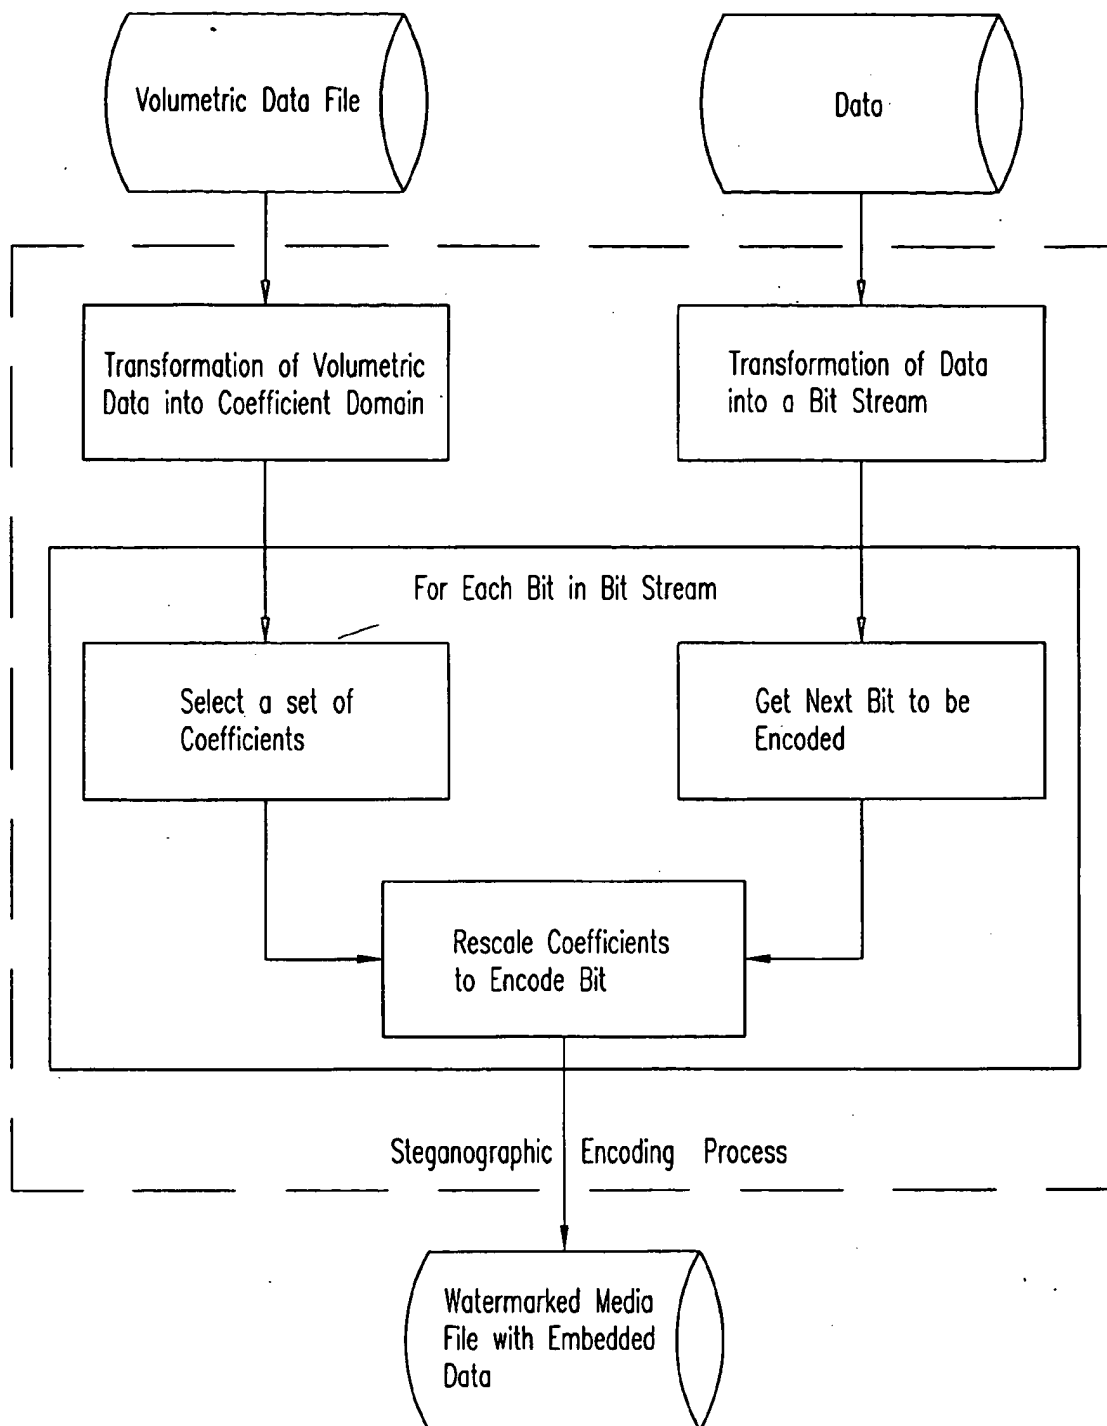 Volumetric Data File
Data
Transformation of Volumetric
Data into Coefficient Domain
Transformation of Data
into a Bit Stream
For Each Bit in Bit Stream
Select a set of
Coefficients
Get Next Bit to be
Encoded
Rescale Coefficients
to Encode Bit
Steganographic Encoding Process
Watermarked Media
File with Embedded
Data